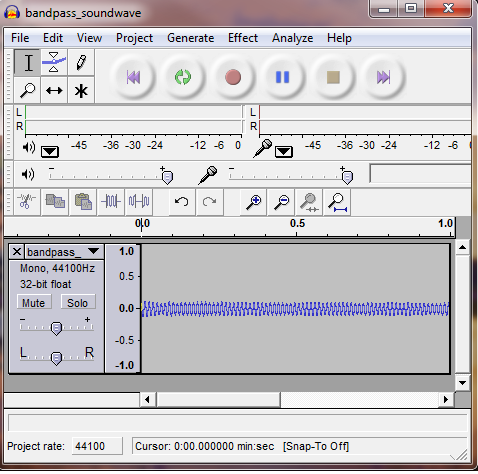 bandpass_soundwave
File Edit View Project Generate Effect Analyze Help
L
R
-45 -36 -24 -12 -6 0
-45 -36 -24 -12 -6
- +
- +
0.0 0.5 1.0
bandpass_
Mono, 44100Hz
32-bit float
Mute Solo
- +
L R
1.0
0.5
0.0
-0.5
-1.0
Project rate: 44100 Cursor: 0:00.000000 min:sec [Snap-To Off]